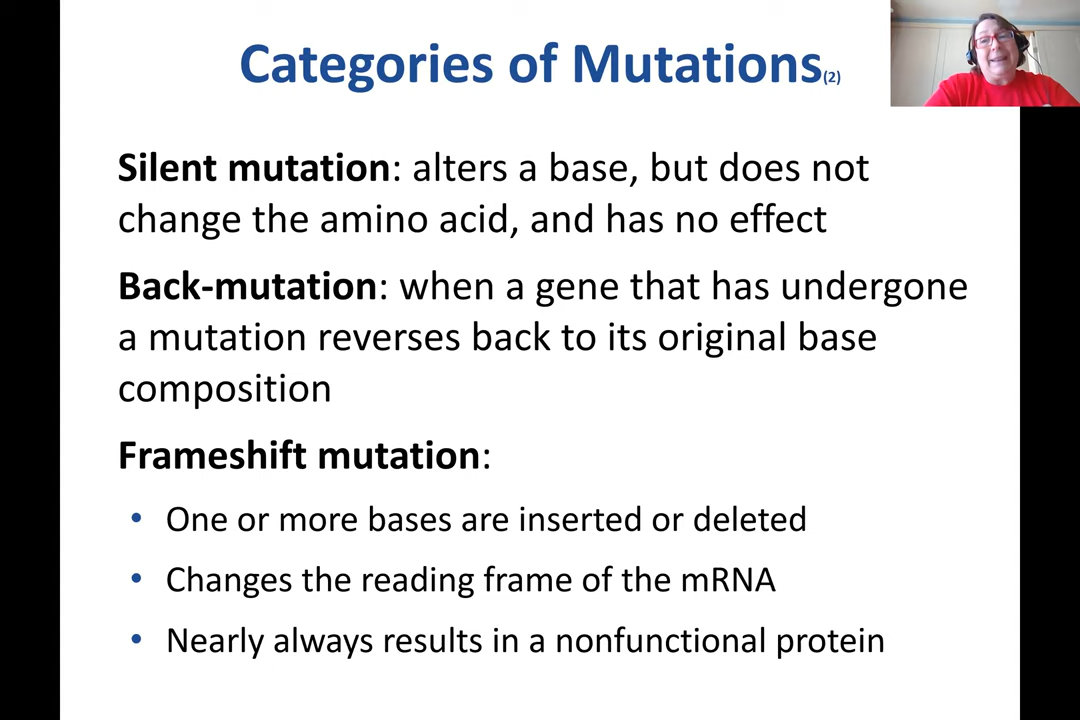 Categories of Mutations(2)
Silent mutation: alters a base, but does not
change the amino acid, and has no effect
Back-mutation: when a gene that has undergone
a mutation reverses back to its original base
composition
Frameshift mutation:
• One or more bases are inserted or deleted
• Changes the reading frame of the mRNA
• Nearly always results in a nonfunctional protein